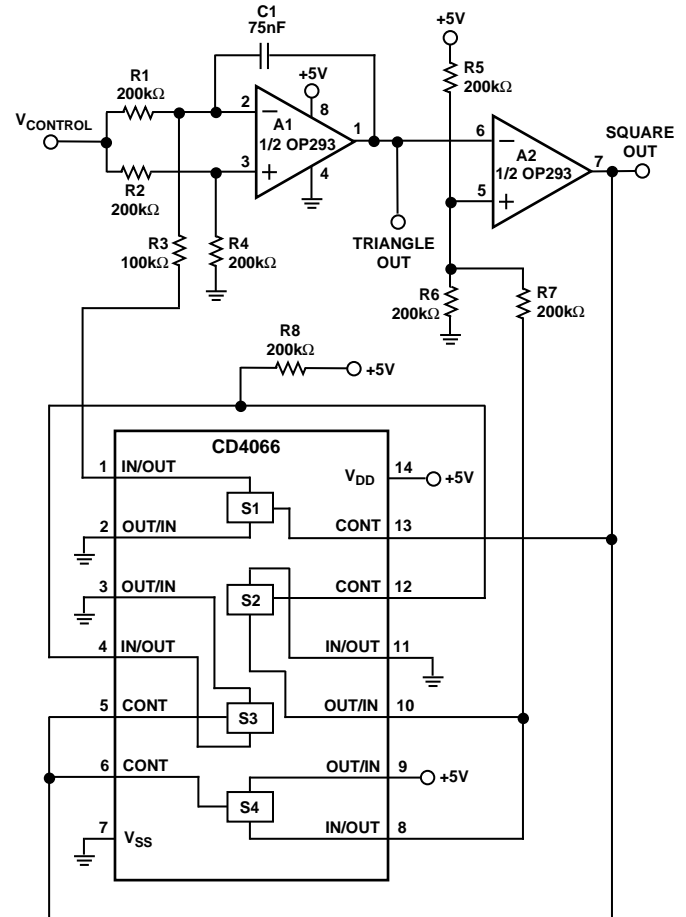 C1
75nF
+5V
R1
200kΩ
+5V
R5
200kΩ
VCONTROL
2
8
A1
1/2 OP293
1
3
4
6
A2
1/2 OP293
7
SQUARE
OUT
5
R2
200kΩ
R3
100kΩ
R4
200kΩ
TRIANGLE
OUT
R6
200kΩ
R7
200kΩ
R8
200kΩ
+5V
CD4066
1 IN/OUT
VDD 14 +5V
S1
2 OUT/IN
CONT 13
3 OUT/IN
S2
CONT 12
4 IN/OUT
IN/OUT 11
5 CONT
S3
OUT/IN 10
6 CONT
OUT/IN 9 +5V
S4
7 VSS
IN/OUT 8